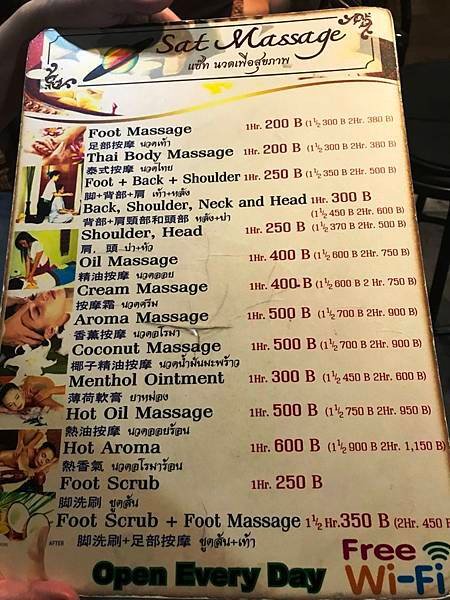 Sat Massage
แซ็ท นวดเพื่อสุขภาพ
Foot Massage 1Hr. 200 B (1½ 300 B 2Hr. 380 B)
足部按摩 นวดเท้า
Thai Body Massage 1Hr. 200 B (1½ 300 B 2Hr. 380 B)
泰式按摩 นวดไทย
Foot + Back + Shoulder 1Hr. 250 B (1½ 350 B 2Hr. 500 B)
脚+背部+肩 เท้า+หลัง
Back, Shoulder, Neck and Head 1Hr. 300 B
背部+肩頸部和頭部 หลัง+บ่า (1½ 450 B 2Hr. 600 B)
Shoulder, Head 1Hr. 250 B (1½ 370 B 2Hr. 500 B)
肩，頭 บ่า+หัว
Oil Massage 1Hr. 400 B (1½ 600 B 2Hr. 750 B)
精油按摩 นวดออย
Cream Massage 1Hr. 400 B (1½ 600 B 2 Hr. 750 B)
按摩霜 นวดครีม
Aroma Massage 1Hr. 500 B (1½ 700 B 2Hr. 900 B)
香薰按摩 นวดอโรมา
Coconut Massage 1Hr. 500 B (1½ 700 B 2Hr. 900 B)
椰子精油按摩 นวดน้ำมันมะพร้าว
Menthol Ointment 1Hr. 300 B (1½ 450 B 2Hr. 600 B)
薄荷軟膏 ยาหม่อง
Hot Oil Massage 1Hr. 500 B (1½ 750 B 2Hr. 950 B)
熱油按摩 นวดออยร้อน
Hot Aroma 1Hr. 600 B (1½ 900 B 2Hr. 1,150 B)
熱香氣 นวดอโรมาร้อน
Foot Scrub 1Hr. 250 B
脚洗刷 ขูดส้น
Foot Scrub + Foot Massage 1½ Hr. 350 B (2Hr. 450 B
AFTER 脚洗刷+足部按摩 ขูดส้น+เท้า
Free
Open Every Day Wi-Fi